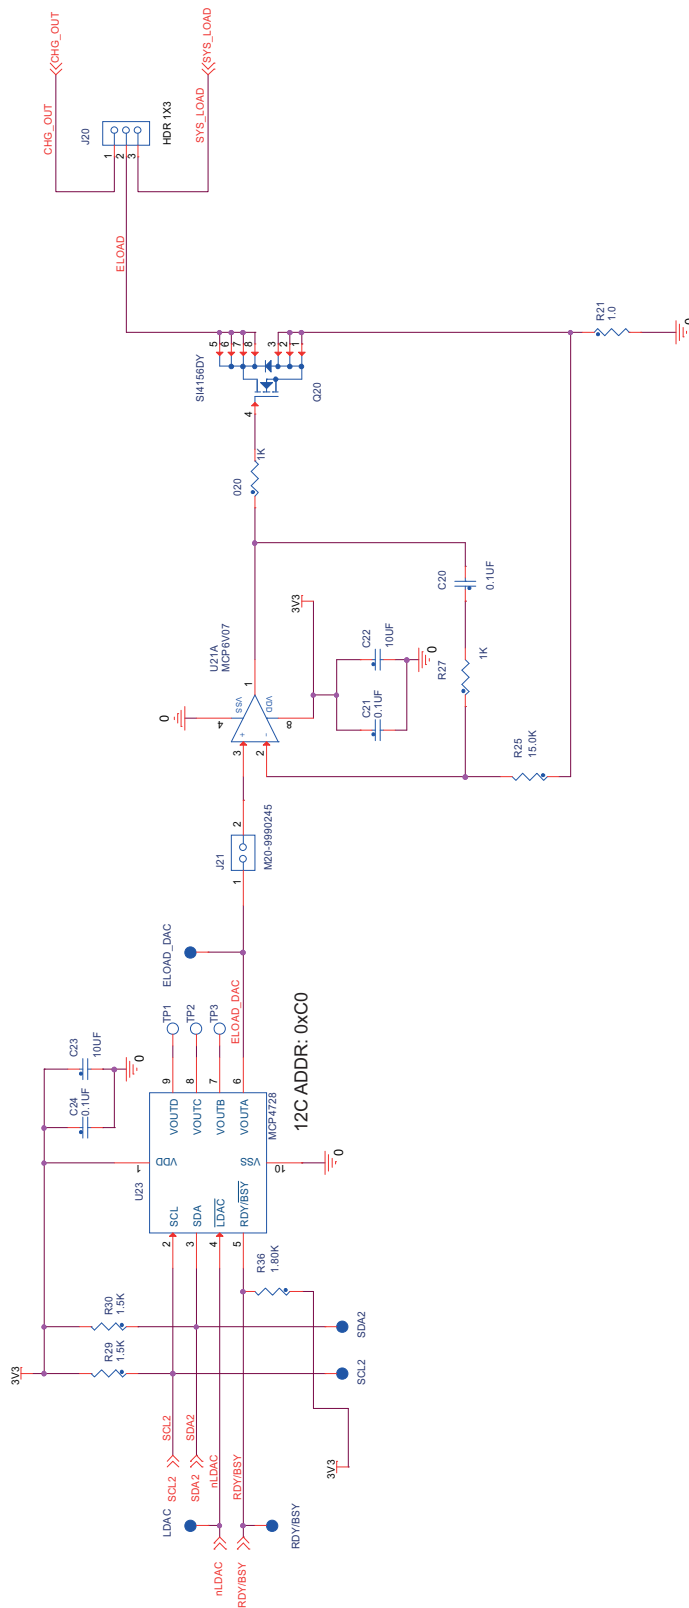 CHG_OUT
CHG_OUT
J20
1
2
3
HDR 1X3
SYS_LOAD
SYS_LOAD
ELOAD
SI4156DY
5
6
7
8
3
2
1
4
Q20
R21
1.0
0
020
1K
U21A
MCP6V07
0
4
VSS
1
+
-
VDD
3
2
8
3V3
C22
10UF
C21
0.1UF
0
C20
0.1UF
R27
1K
R25
15.0K
J21
1
2
M20-9990245
ELOAD_DAC
ELOAD_DAC
TP1
TP2
TP3
C23
10UF
C24
0.1UF
0
9
8
7
6
VOUTD
VOUTC
VOUTB
VOUTA
MCP4728
12C ADDR: 0xC0
1
VDD
VSS
10
0
U23
SCL
SDA
LDAC
RDY/BSY
2
3
4
5
R36
1.80K
R30
1.5K
R29
1.5K
3V3
SDA2
SCL2
SCL2
SDA2
SCL2
SDA2
nLDAC
RDY/BSY
3V3
LDAC
nLDAC
RDY/BSY
RDY/BSY